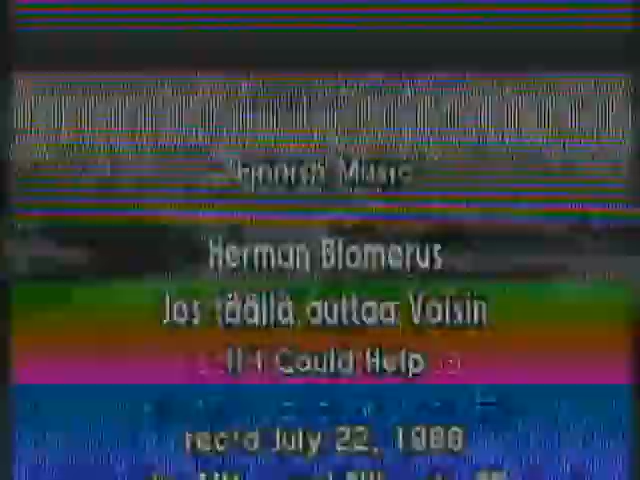 Finnish Music
Herman Blomerus
Jos täällä auttaa Voisin
If I Could Help
rec'd July 22, 1988